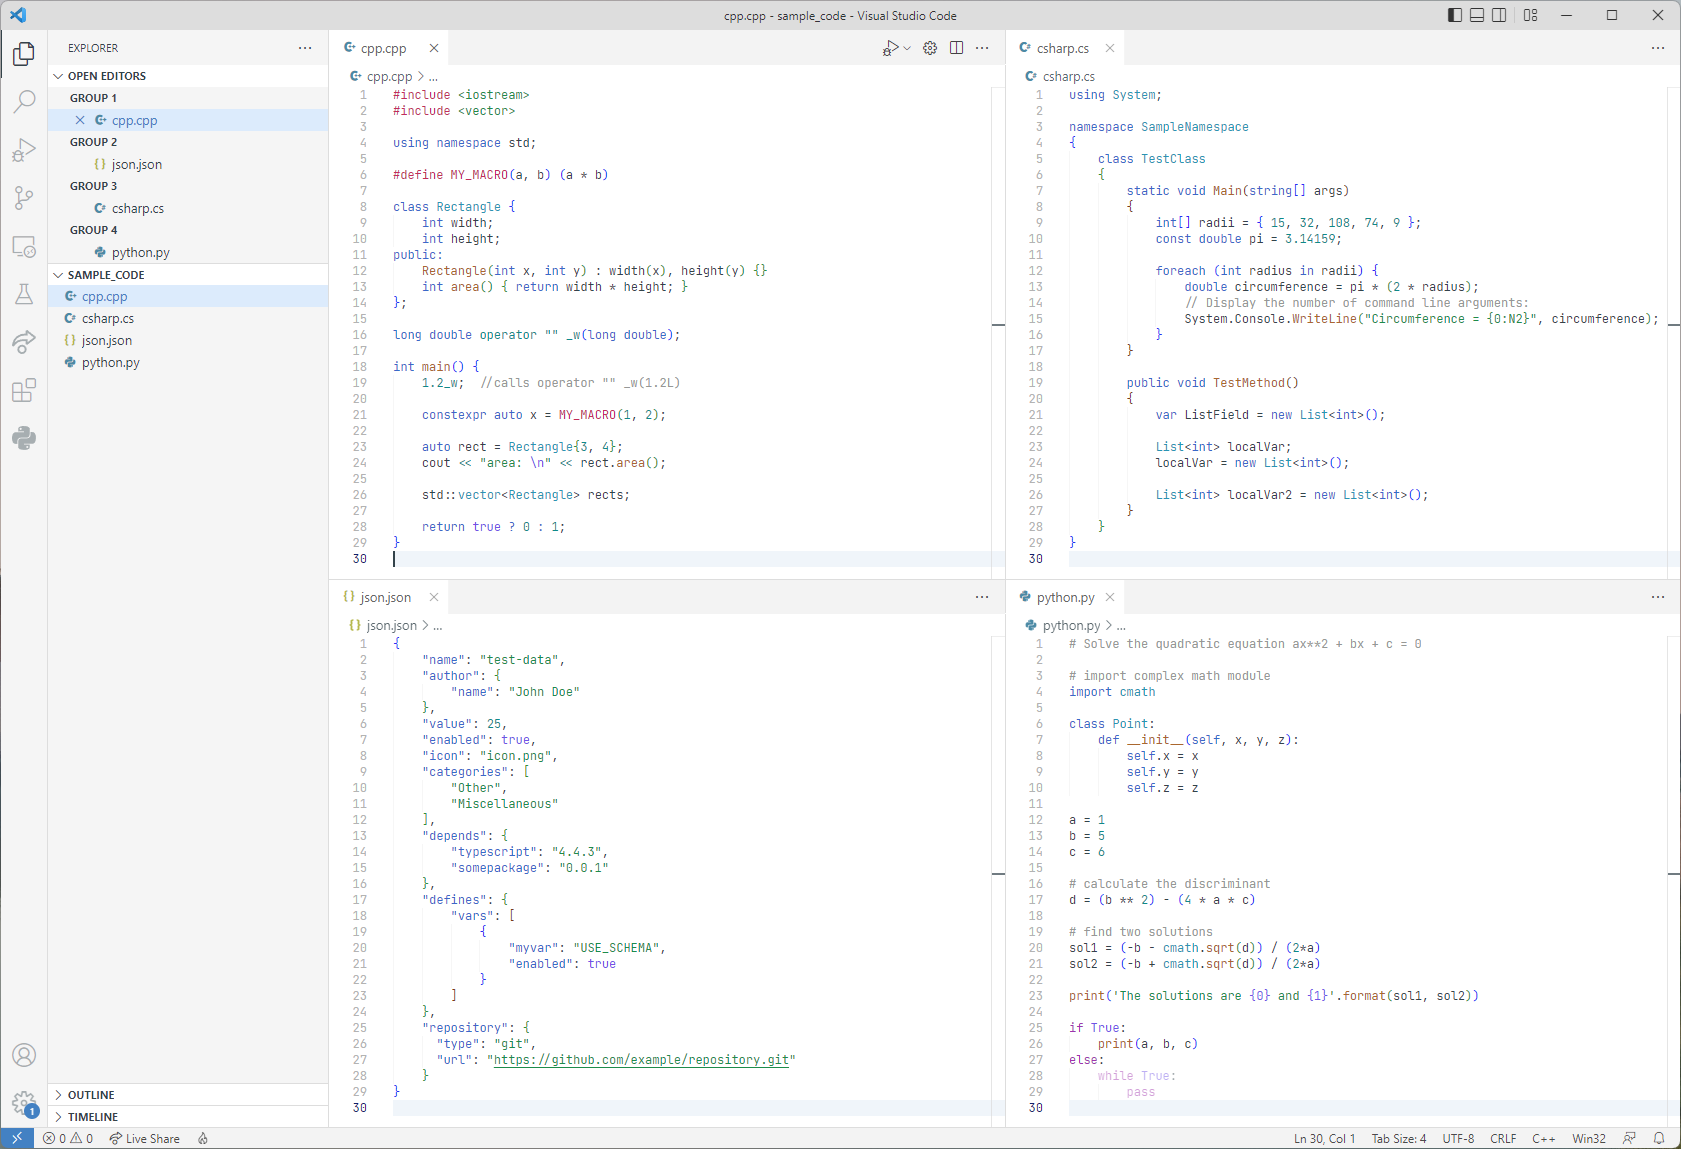 cpp.cpp - sample_code - Visual Studio Code
EXPLORER
OPEN EDITORS
GROUP 1
cpp.cpp
GROUP 2
json.json
GROUP 3
csharp.cs
GROUP 4
python.py
SAMPLE_CODE
cpp.cpp
csharp.cs
json.json
python.py
OUTLINE
TIMELINE
cpp.cpp
cpp.cpp > ...
1 #include <iostream>
2 #include <vector>
3
4 using namespace std;
5
6 #define MY_MACRO(a, b) (a * b)
7
8 class Rectangle {
9     int width;
10     int height;
11 public:
12     Rectangle(int x, int y) : width(x), height(y) {}
13     int area() { return width * height; }
14 };
15
16 long double operator "" _w(long double);
17
18 int main() {
19     1.2_w;  //calls operator "" _w(1.2L)
20
21     constexpr auto x = MY_MACRO(1, 2);
22
23     auto rect = Rectangle{3, 4};
24     cout << "area: \n" << rect.area();
25
26     std::vector<Rectangle> rects;
27
28     return true ? 0 : 1;
29 }
30
csharp.cs
csharp.cs
1 using System;
2
3 namespace SampleNamespace
4 {
5     class TestClass
6     {
7         static void Main(string[] args)
8         {
9             int[] radii = { 15, 32, 108, 74, 9 };
10             const double pi = 3.14159;
11
12             foreach (int radius in radii) {
13                 double circumference = pi * (2 * radius);
14                 // Display the number of command line arguments:
15                 System.Console.WriteLine("Circumference = {0:N2}", circumference);
16             }
17         }
18
19         public void TestMethod()
20         {
21             var ListField = new List<int>();
22
23             List<int> localVar;
24             localVar = new List<int>();
25
26             List<int> localVar2 = new List<int>();
27         }
28     }
29 }
30
json.json
json.json > ...
1 {
2     "name": "test-data",
3     "author": {
4         "name": "John Doe"
5     },
6     "value": 25,
7     "enabled": true,
8     "icon": "icon.png",
9     "categories": [
10         "Other",
11         "Miscellaneous"
12     ],
13     "depends": {
14         "typescript": "4.4.3",
15         "somepackage": "0.0.1"
16     },
17     "defines": {
18         "vars": [
19             {
20                 "myvar": "USE_SCHEMA",
21                 "enabled": true
22             }
23         ]
24     },
25     "repository": {
26       "type": "git",
27       "url": "https://github.com/example/repository.git"
28     }
29 }
30
python.py
python.py > ...
1 # Solve the quadratic equation ax**2 + bx + c = 0
2
3 # import complex math module
4 import cmath
5
6 class Point:
7     def __init__(self, x, y, z):
8         self.x = x
9         self.y = y
10         self.z = z
11
12 a = 1
13 b = 5
14 c = 6
15
16 # calculate the discriminant
17 d = (b ** 2) - (4 * a * c)
18
19 # find two solutions
20 sol1 = (-b - cmath.sqrt(d)) / (2*a)
21 sol2 = (-b + cmath.sqrt(d)) / (2*a)
22
23 print('The solutions are {0} and {1}'.format(sol1, sol2))
24
25 if True:
26     print(a, b, c)
27 else:
28     while True:
29         pass
30
1
0 0 Live Share
Ln 30, Col 1 Tab Size: 4 UTF-8 CRLF C++ Win32